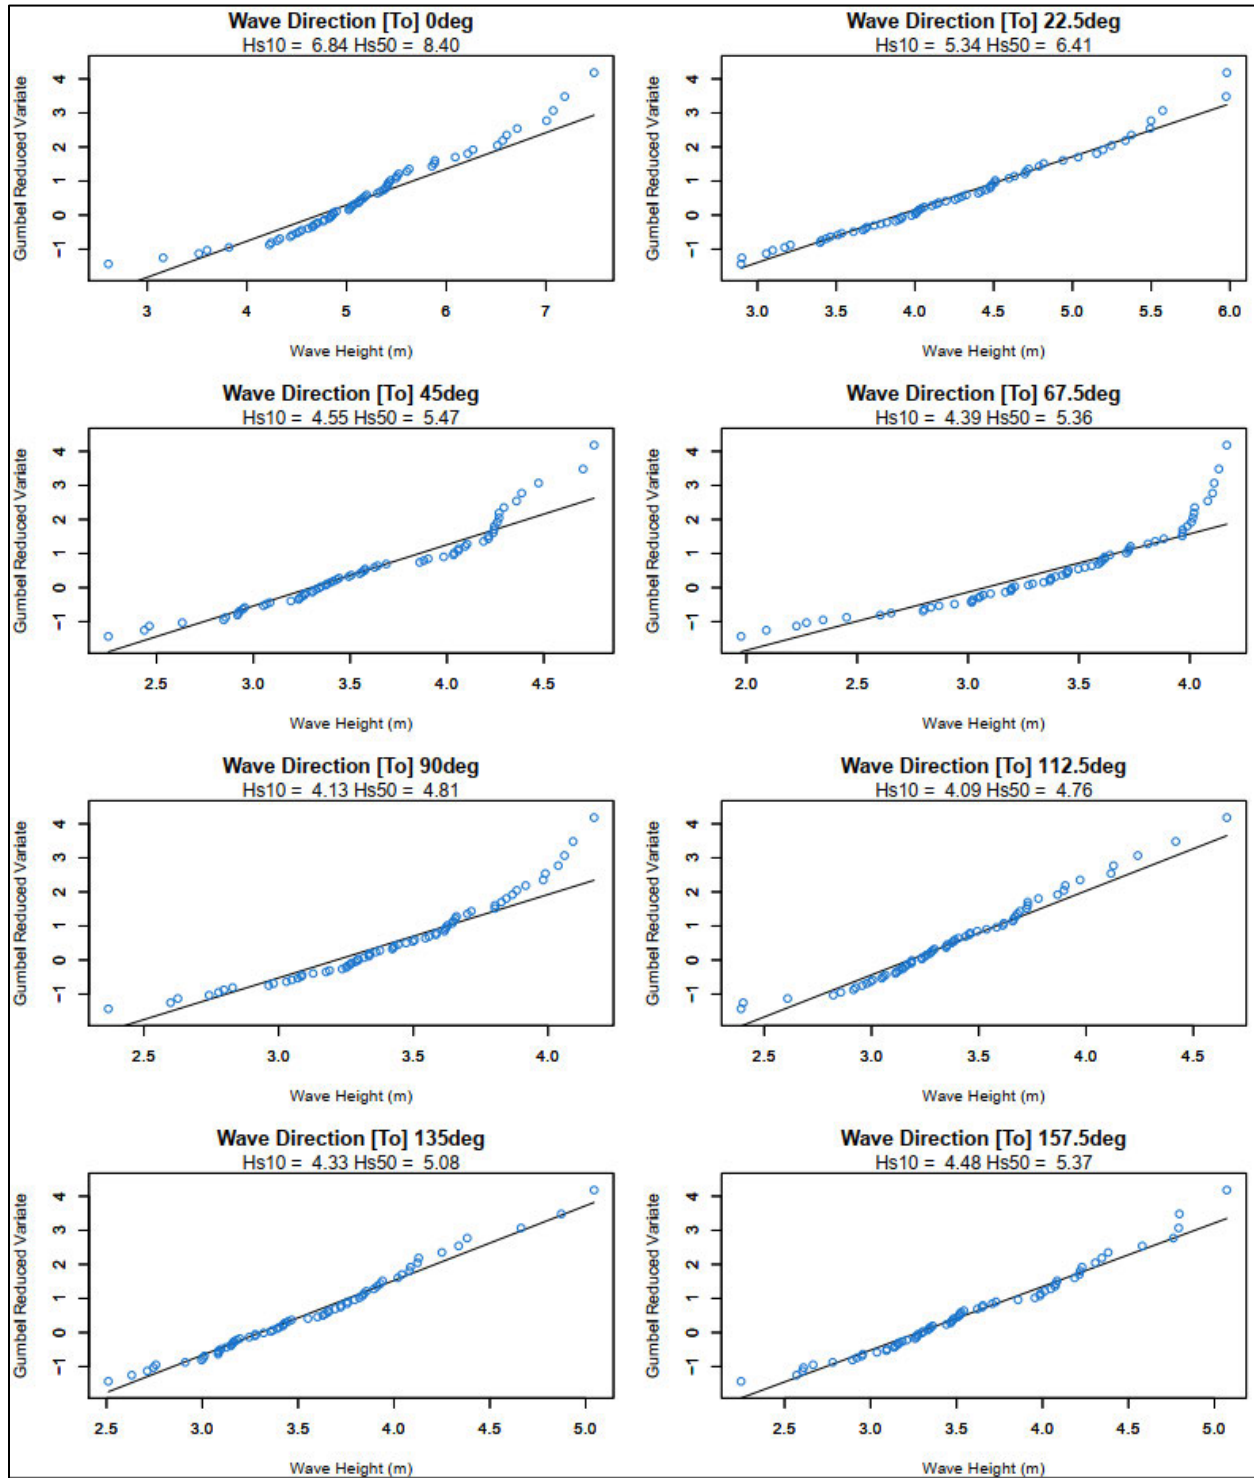 Wave Direction [To] 0deg
Hs10 = 6.84 Hs50 = 8.40
Gumbel Reduced Variate
4
3
2
1
0
−1
3 4 5 6 7
Wave Height (m)
Wave Direction [To] 22.5deg
Hs10 = 5.34 Hs50 = 6.41
Gumbel Reduced Variate
4
3
2
1
0
−1
3.0 3.5 4.0 4.5 5.0 5.5 6.0
Wave Height (m)
Wave Direction [To] 45deg
Hs10 = 4.55 Hs50 = 5.47
Gumbel Reduced Variate
4
3
2
1
0
−1
2.5 3.0 3.5 4.0 4.5
Wave Height (m)
Wave Direction [To] 67.5deg
Hs10 = 4.39 Hs50 = 5.36
Gumbel Reduced Variate
4
3
2
1
0
−1
2.0 2.5 3.0 3.5 4.0
Wave Height (m)
Wave Direction [To] 90deg
Hs10 = 4.13 Hs50 = 4.81
Gumbel Reduced Variate
4
3
2
1
0
−1
2.5 3.0 3.5 4.0
Wave Height (m)
Wave Direction [To] 112.5deg
Hs10 = 4.09 Hs50 = 4.76
Gumbel Reduced Variate
4
3
2
1
0
−1
2.5 3.0 3.5 4.0 4.5
Wave Height (m)
Wave Direction [To] 135deg
Hs10 = 4.33 Hs50 = 5.08
Gumbel Reduced Variate
4
3
2
1
0
−1
2.5 3.0 3.5 4.0 4.5 5.0
Wave Height (m)
Wave Direction [To] 157.5deg
Hs10 = 4.48 Hs50 = 5.37
Gumbel Reduced Variate
4
3
2
1
0
−1
2.5 3.0 3.5 4.0 4.5 5.0
Wave Height (m)